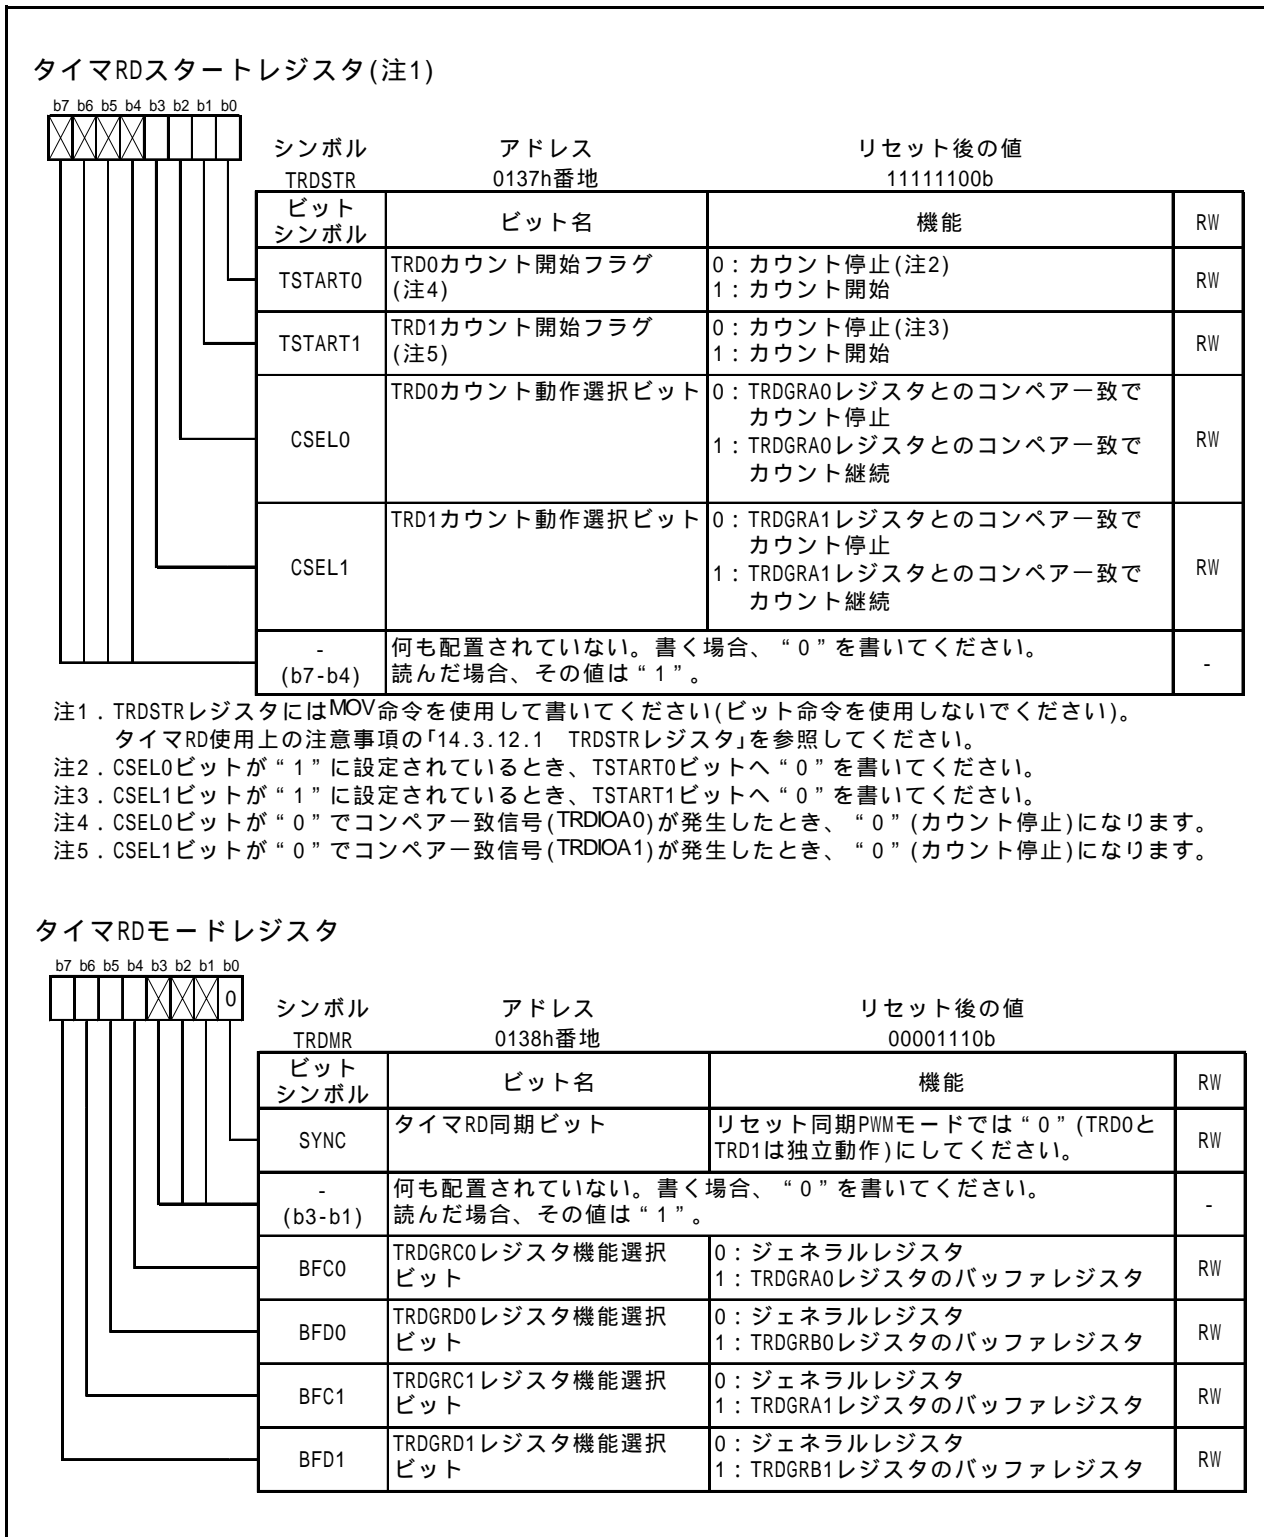 タイマRDスタートレジスタ(注1)
b7 b6 b5 b4 b3 b2 b1 b0
シンボル アドレス リセット後の値
TRDSTR 0137h番地 11111100b
ビット
シンボル ビット名 機能 RW
TSTART0 TRD0カウント開始フラグ
(注4) 0：カウント停止(注2)
1：カウント開始 RW
TSTART1 TRD1カウント開始フラグ
(注5) 0：カウント停止(注3)
1：カウント開始 RW
CSEL0 TRD0カウント動作選択ビット 0：TRDGRA0レジスタとのコンペア一致で
カウント停止
1：TRDGRA0レジスタとのコンペア一致で
カウント継続 RW
CSEL1 TRD1カウント動作選択ビット 0：TRDGRA1レジスタとのコンペア一致で
カウント停止
1：TRDGRA1レジスタとのコンペア一致で
カウント継続 RW
-
(b7-b4) 何も配置されていない。書く場合、“0”を書いてください。
読んだ場合、その値は“1”。 -
注1．TRDSTRレジスタにはMOV命令を使用して書いてください(ビット命令を使用しないでください)。
タイマRD使用上の注意事項の「14.3.12.1 TRDSTRレジスタ」を参照してください。
注2．CSEL0ビットが“1”に設定されているとき、TSTART0ビットへ“0”を書いてください。
注3．CSEL1ビットが“1”に設定されているとき、TSTART1ビットへ“0”を書いてください。
注4．CSEL0ビットが“0”でコンペア一致信号(TRDIOA0)が発生したとき、“0”(カウント停止)になります。
注5．CSEL1ビットが“0”でコンペア一致信号(TRDIOA1)が発生したとき、“0”(カウント停止)になります。
タイマRDモードレジスタ
b7 b6 b5 b4 b3 b2 b1 b0
0
シンボル アドレス リセット後の値
TRDMR 0138h番地 00001110b
ビット
シンボル ビット名 機能 RW
SYNC タイマRD同期ビット リセット同期PWMモードでは“0”(TRD0と
TRD1は独立動作)にしてください。 RW
-
(b3-b1) 何も配置されていない。書く場合、“0”を書いてください。
読んだ場合、その値は“1”。 -
BFC0 TRDGRC0レジスタ機能選択
ビット 0：ジェネラルレジスタ
1：TRDGRA0レジスタのバッファレジスタ RW
BFD0 TRDGRD0レジスタ機能選択
ビット 0：ジェネラルレジスタ
1：TRDGRB0レジスタのバッファレジスタ RW
BFC1 TRDGRC1レジスタ機能選択
ビット 0：ジェネラルレジスタ
1：TRDGRA1レジスタのバッファレジスタ RW
BFD1 TRDGRD1レジスタ機能選択
ビット 0：ジェネラルレジスタ
1：TRDGRB1レジスタのバッファレジスタ RW